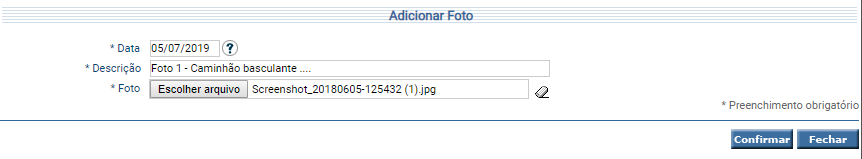 Adicionar Foto
* Data 05/07/2019 ?
* Descrição Foto 1 - Caminhão basculante ....
* Foto Escolher arquivo Screenshot_20180605-125432 (1).jpg
* Preenchimento obrigatório
Confirmar Fechar